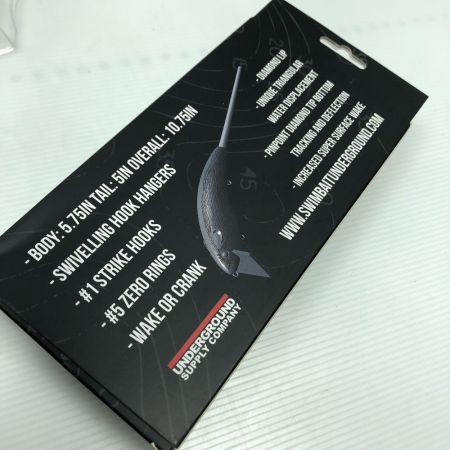 - BODY: 5.75IN TAIL: 5IN OVERALL: 10.75IN
- SWIVELLING HOOK HANGERS
- #1 STRIKE HOOKS
- #5 ZERO RINGS
- WAKE OR CRANK
UNDERGROUND
SUPPLY COMPANY
- DIAMOND LIP
UNIQUE TRIANGULAR
WATER DISPLACEMENT
- PINPOINT DIAMOND TIP BOTTOM
TRACKING AND DEFLECTION
- INCREASED SUPER SURFACE WAKE
WWW.SWIMBAITUNDERGROUND.COM
45